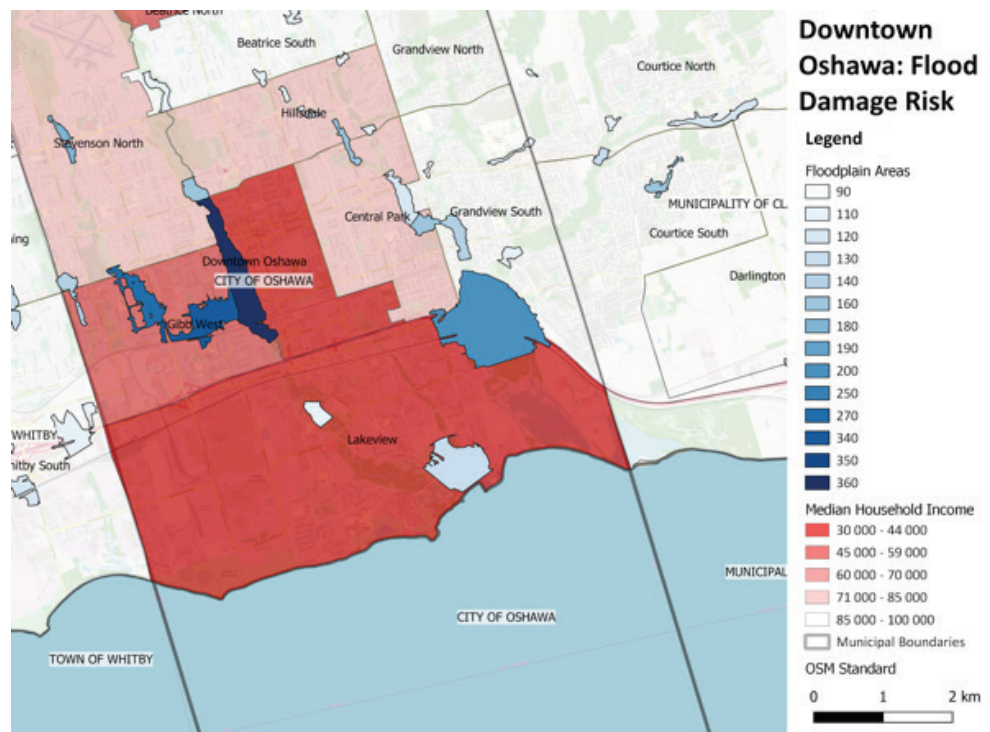 Downtown
Oshawa: Flood
Damage Risk
Legend
Floodplain Areas
90
110
120
130
140
160
180
190
200
250
270
340
350
360
Median Household Income
30 000 - 44 000
45 000 - 59 000
60 000 - 70 000
71 000 - 85 000
85 000 - 100 000
Municipal Boundaries
OSM Standard
0 1 2 km
Beatrice North
Beatrice South
Grandview North
Courtice North
Hillsdale
Stevenson North
Central Park
Grandview South
MUNICIPALITY OF CL
Courtice South
ing
Downtown Oshawa
CITY OF OSHAWA
Darlington
Gibb West
WHITBY
Lakeview
hitby South
MUNICIPAL
CITY OF OSHAWA
TOWN OF WHITBY